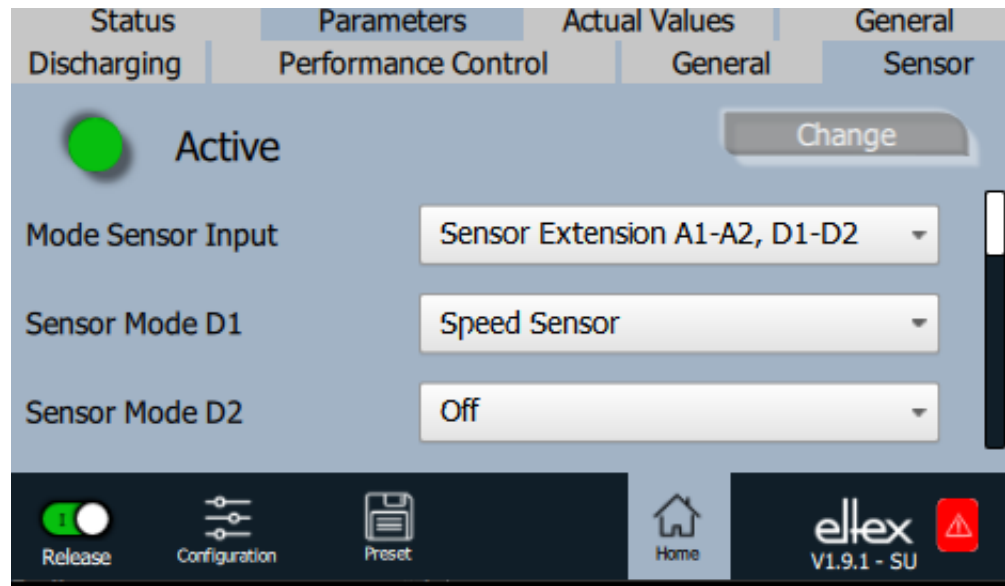 Status Parameters Actual Values General
Discharging Performance Control General Sensor
Active Change
Mode Sensor Input Sensor Extension A1-A2, D1-D2
Sensor Mode D1 Speed Sensor
Sensor Mode D2 Off
I
Release Configuration Preset Home
eltex
V1.9.1 - SU